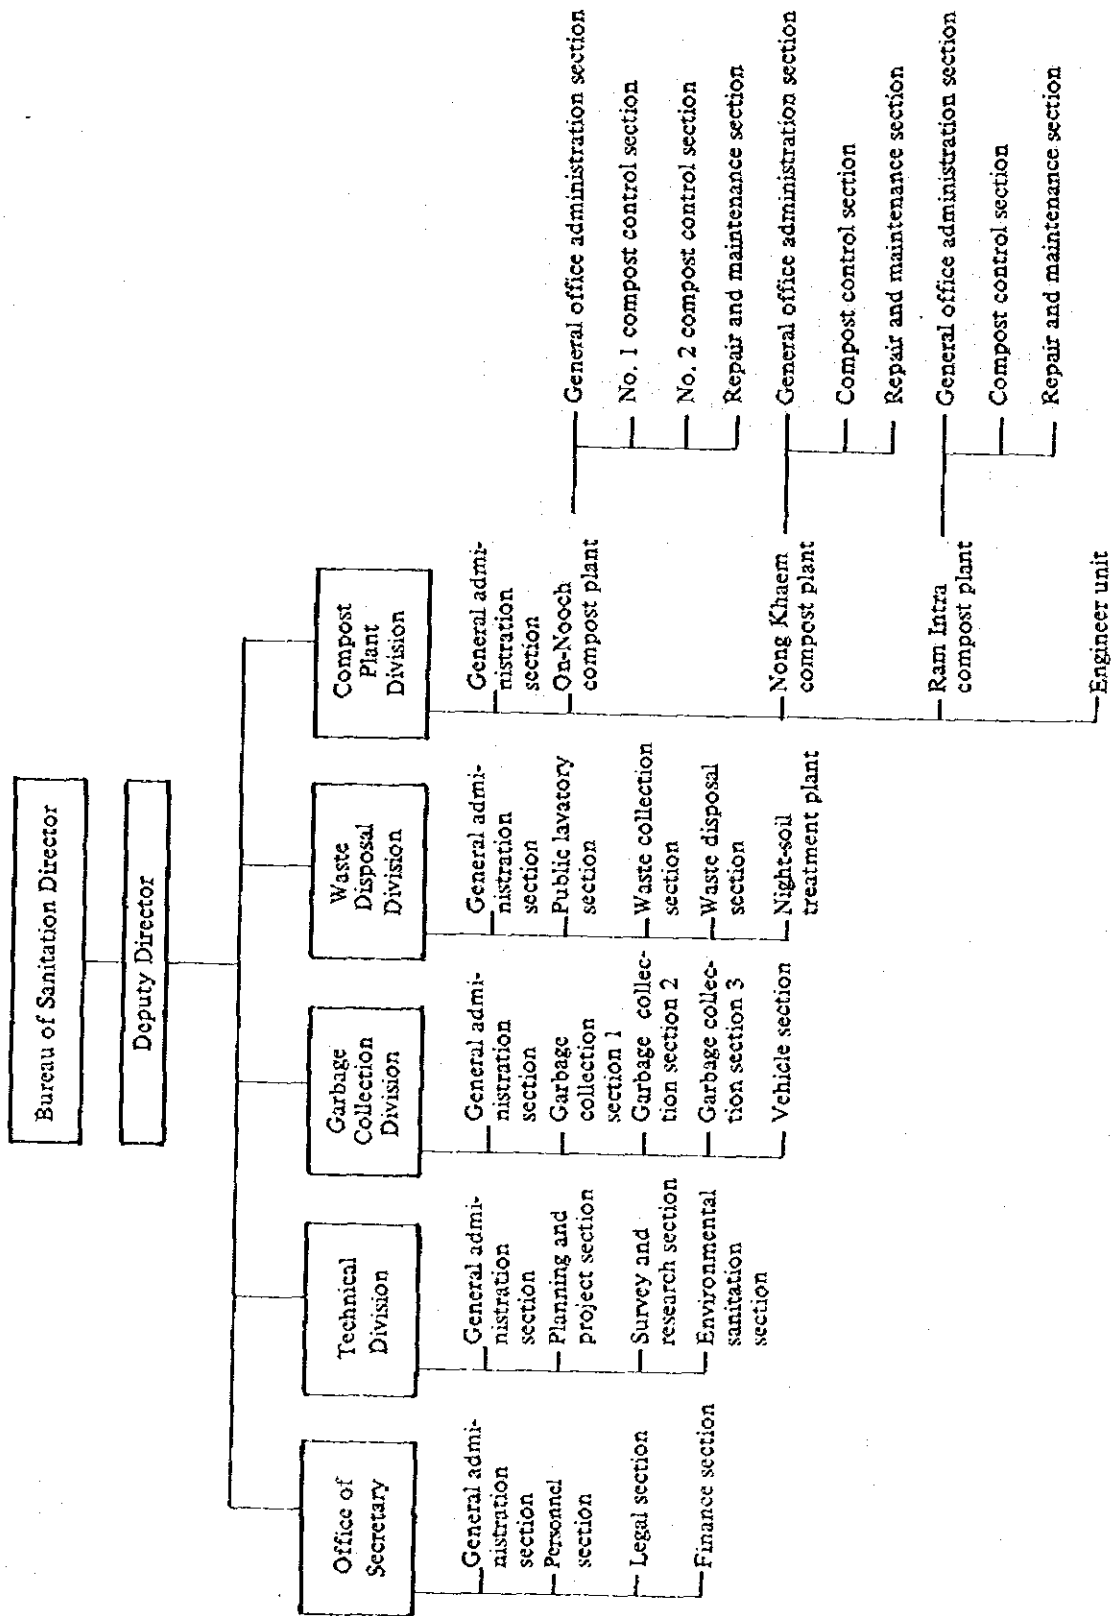 Bureau of Sanitation Director
Deputy Director
Office of
Secretary
General admi-
nistration
section
Personnel
section
Legal section
Finance section
Technical
Division
General admi-
nistration
section
Planning and
project section
Survey and
research section
Environmental
sanitation
section
Garbage
Collection
Division
General admi-
nistration
section
Garbage
collection
section 1
Garbage collec-
tion section 2
Garbage collec-
tion section 3
Vehicle section
Waste
Disposal
Division
General admi-
nistration
section
Public lavatory
section
Waste collection
section
Waste disposal
section
Night-soil
treatment plant
Compost
Plant
Division
General admi-
nistration
section
On-Nooch
compost plant
General office administration section
No. 1 compost control section
No. 2 compost control section
Repair and maintenance section
Nong Khaem
compost plant
General office administration section
Compost control section
Repair and maintenance section
Ram Intra
compost plant
General office administration section
Compost control section
Repair and maintenance section
Engineer unit